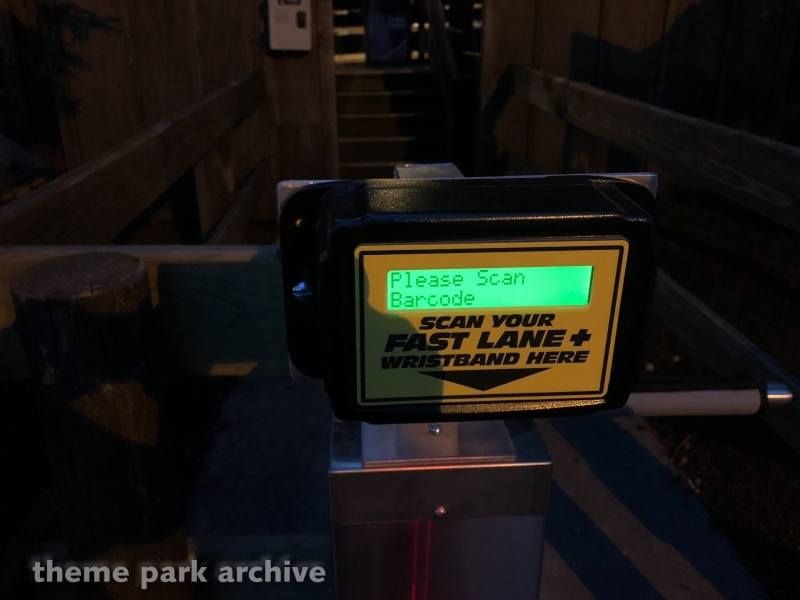 Please Scan
Barcode
SCAN YOUR
FAST LANE+
WRISTBAND HERE
theme park archive